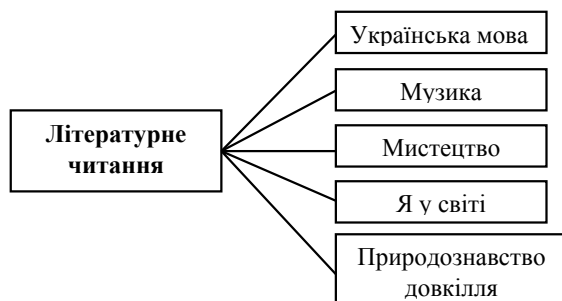 Літературне
читання
Українська мова
Музика
Мистецтво
Я у світі
Природознавство
довкілля